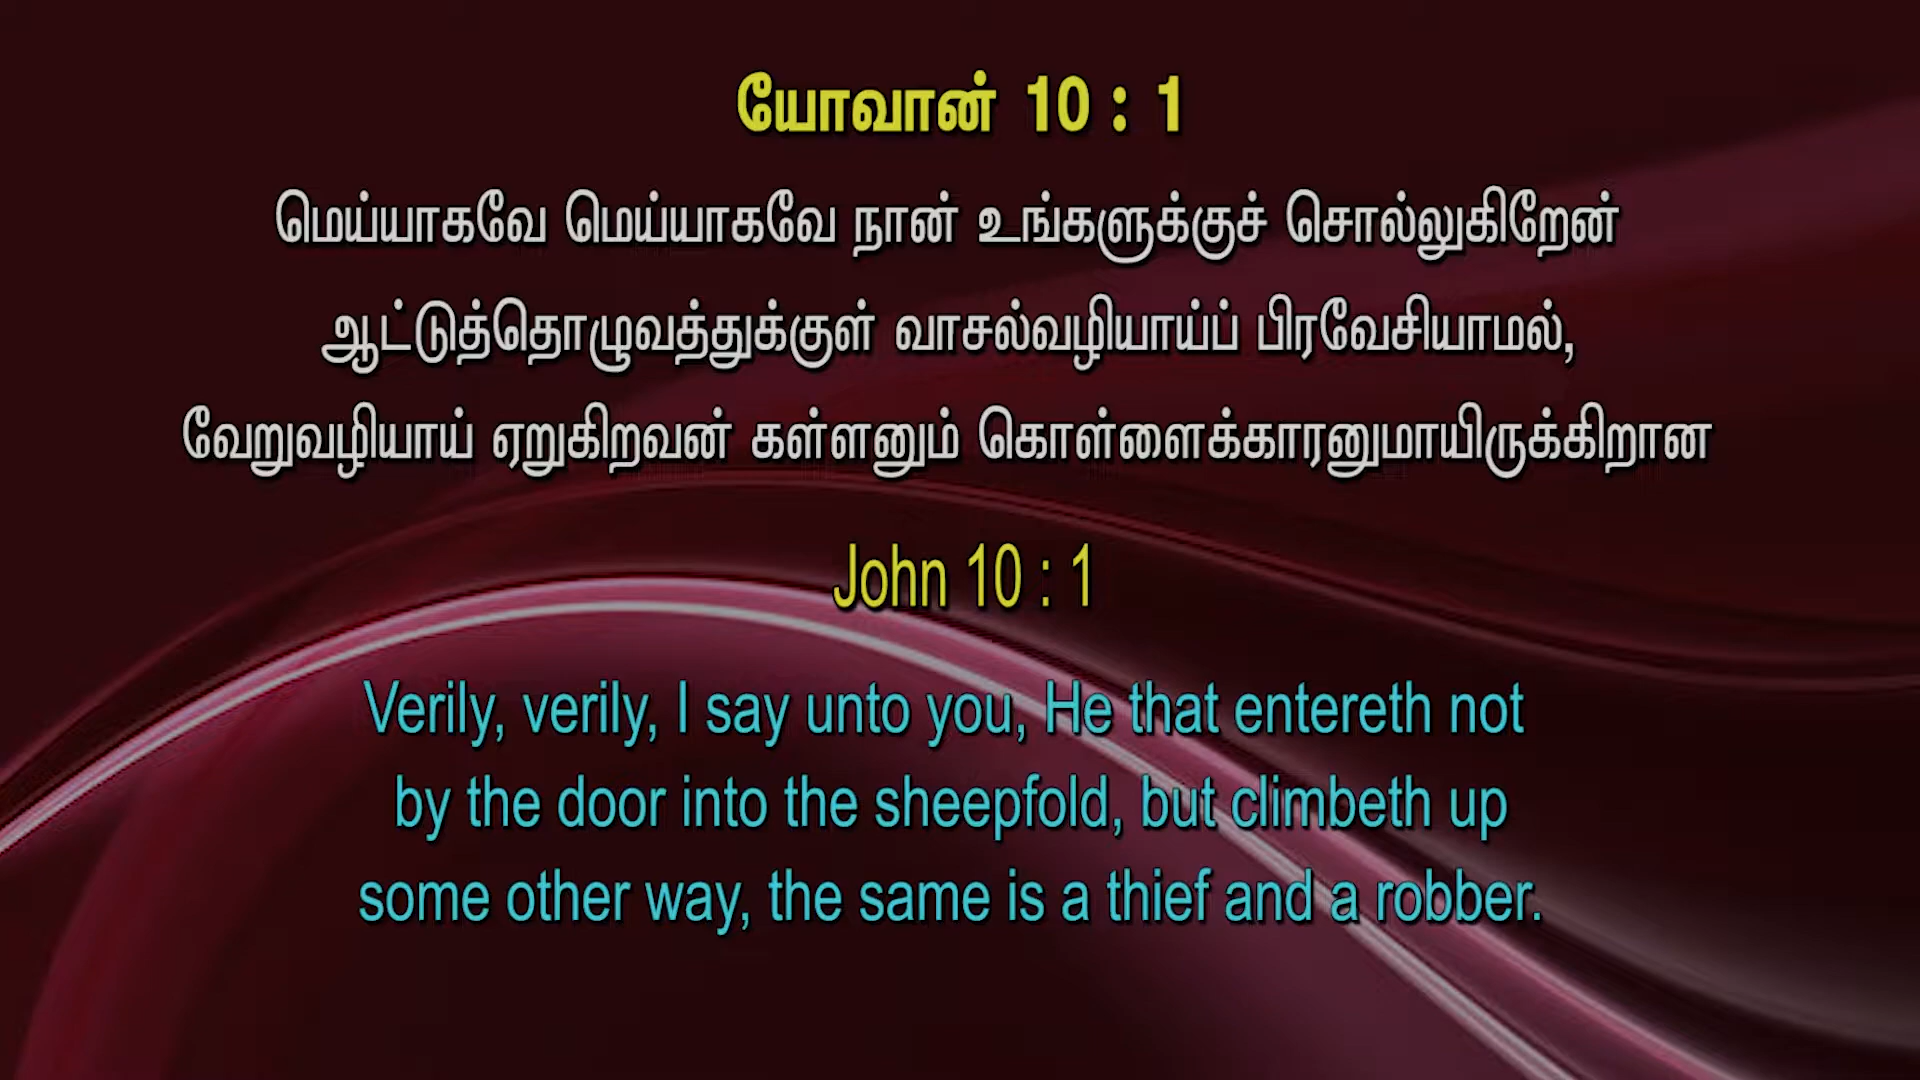 யோவான் 10 : 1
மெய்யாகவே மெய்யாகவே நான் உங்களுக்குச் சொல்லுகிறேன்
ஆட்டுத்தொழுவத்துக்குள் வாசல்வழியாய்ப் பிரவேசியாமல்,
வேறுவழியாய் ஏறுகிறவன் கள்ளனும் கொள்ளைக்காரனுமாயிருக்கிறான
John 10 : 1
Verily, verily, I say unto you, He that entereth not
by the door into the sheepfold, but climbeth up
some other way, the same is a thief and a robber.